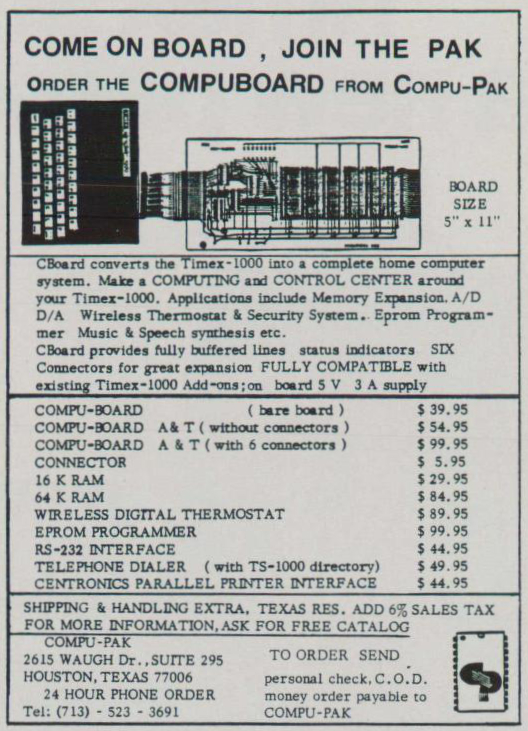 COME ON BOARD , JOIN THE PAK
ORDER THE COMPUBOARD FROM COMPU-PAK
BOARD
SIZE
5" x 11"
CBoard converts the Timex-1000 into a complete home computer
system. Make a COMPUTING and CONTROL CENTER around
your Timex-1000. Applications include Memory Expansion. A/D
D/A Wireless Thermostat & Security System. Eprom Program-
mer Music & Speech synthesis etc.
CBoard provides fully buffered lines status indicators SIX
Connectors for great expansion FULLY COMPATIBLE with
existing Timex-1000 Add-ons;on board 5 V 3 A supply
COMPU-BOARD ( bare board ) $ 39.95
COMPU-BOARD A& T ( without connectors ) $ 54.95
COMPU-BOARD A & T ( with 6 connectors ) $ 99.95
CONNECTOR $ 5.95
16 K RAM $ 29.95
64 K RAM $ 84.95
WIRELESS DIGITAL THERMOSTAT $ 89.95
EPROM PROGRAMMER $ 99.95
RS-232 INTERFACE $ 44.95
TELEPHONE DIALER ( with TS-1000 directory) $ 49.95
CENTRONICS PARALLEL PRINTER INTERFACE $ 44.95
SHIPPING & HANDLING EXTRA, TEXAS RES. ADD 6% SALES TAX
FOR MORE INFORMATION, ASK FOR FREE CATALOG
COMPU-PAK
2615 WAUGH Dr., SUITE 295
HOUSTON, TEXAS 77006
24 HOUR PHONE ORDER
Tel: (713) - 523 - 3691
TO ORDER SEND
personal check, C.O.D.
money order payable to
COMPU-PAK